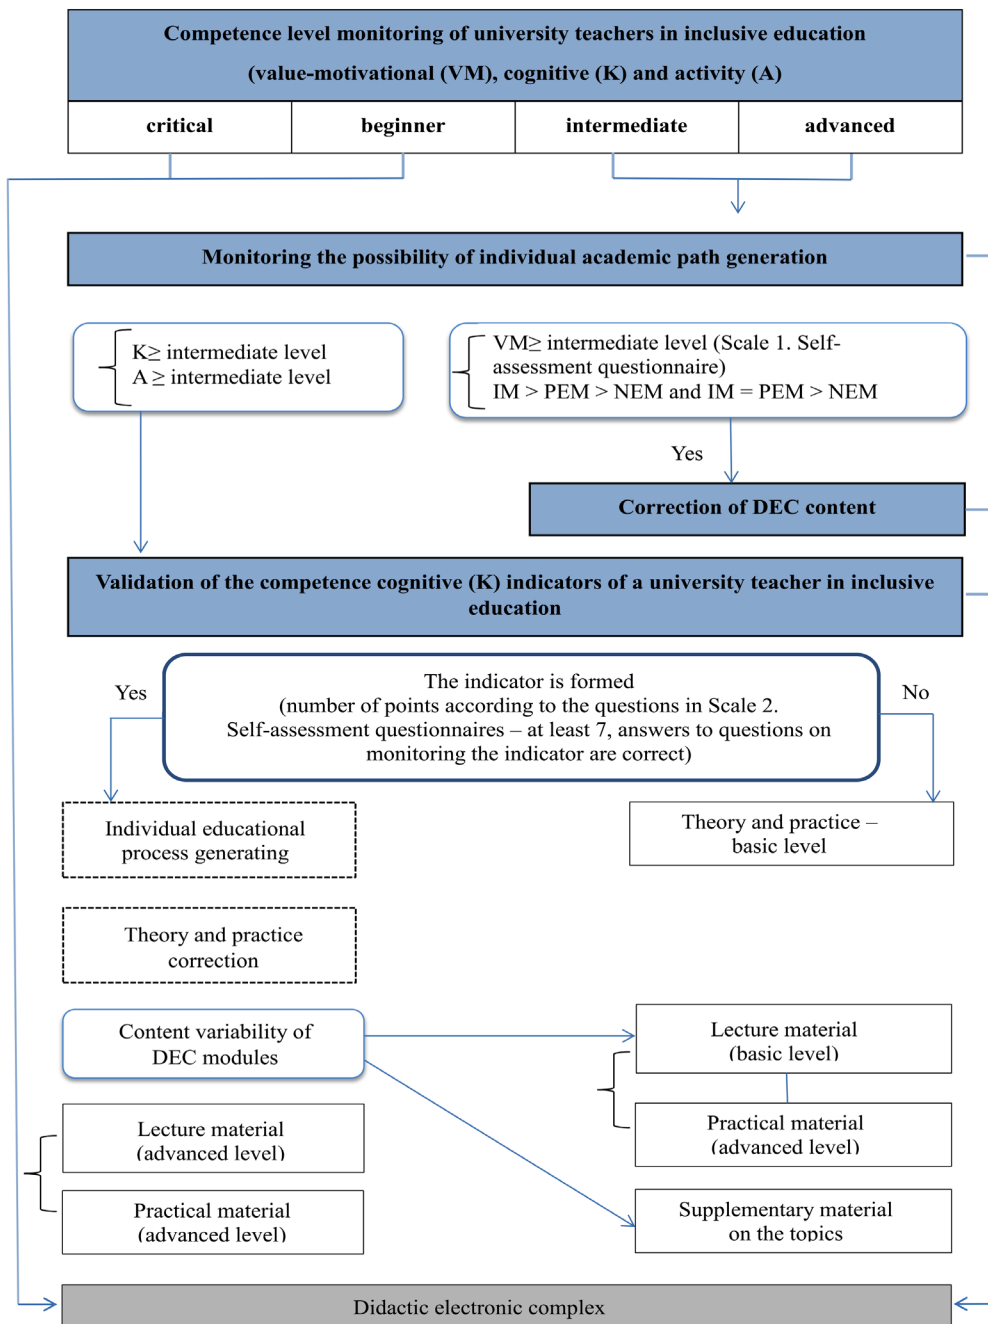 Competence level monitoring of university teachers in inclusive education
(value-motivational (VM), cognitive (K) and activity (A)
critical
beginner
intermediate
advanced
Monitoring the possibility of individual academic path generation
K≥ intermediate level
A ≥ intermediate level
VM≥ intermediate level (Scale 1. Self-
assessment questionnaire)
IM > PEM > NEM and IM = PEM > NEM
Yes
Correction of DEC content
Validation of the competence cognitive (K) indicators of a university teacher in inclusive
education
Yes
The indicator is formed
(number of points according to the questions in Scale 2.
Self-assessment questionnaires – at least 7, answers to questions on
monitoring the indicator are correct)
No
Individual educational
process generating
Theory and practice –
basic level
Theory and practice
correction
Content variability of
DEC modules
Lecture material
(basic level)
Lecture material
(advanced level)
Practical material
(advanced level)
Practical material
(advanced level)
Supplementary material
on the topics
Didactic electronic complex